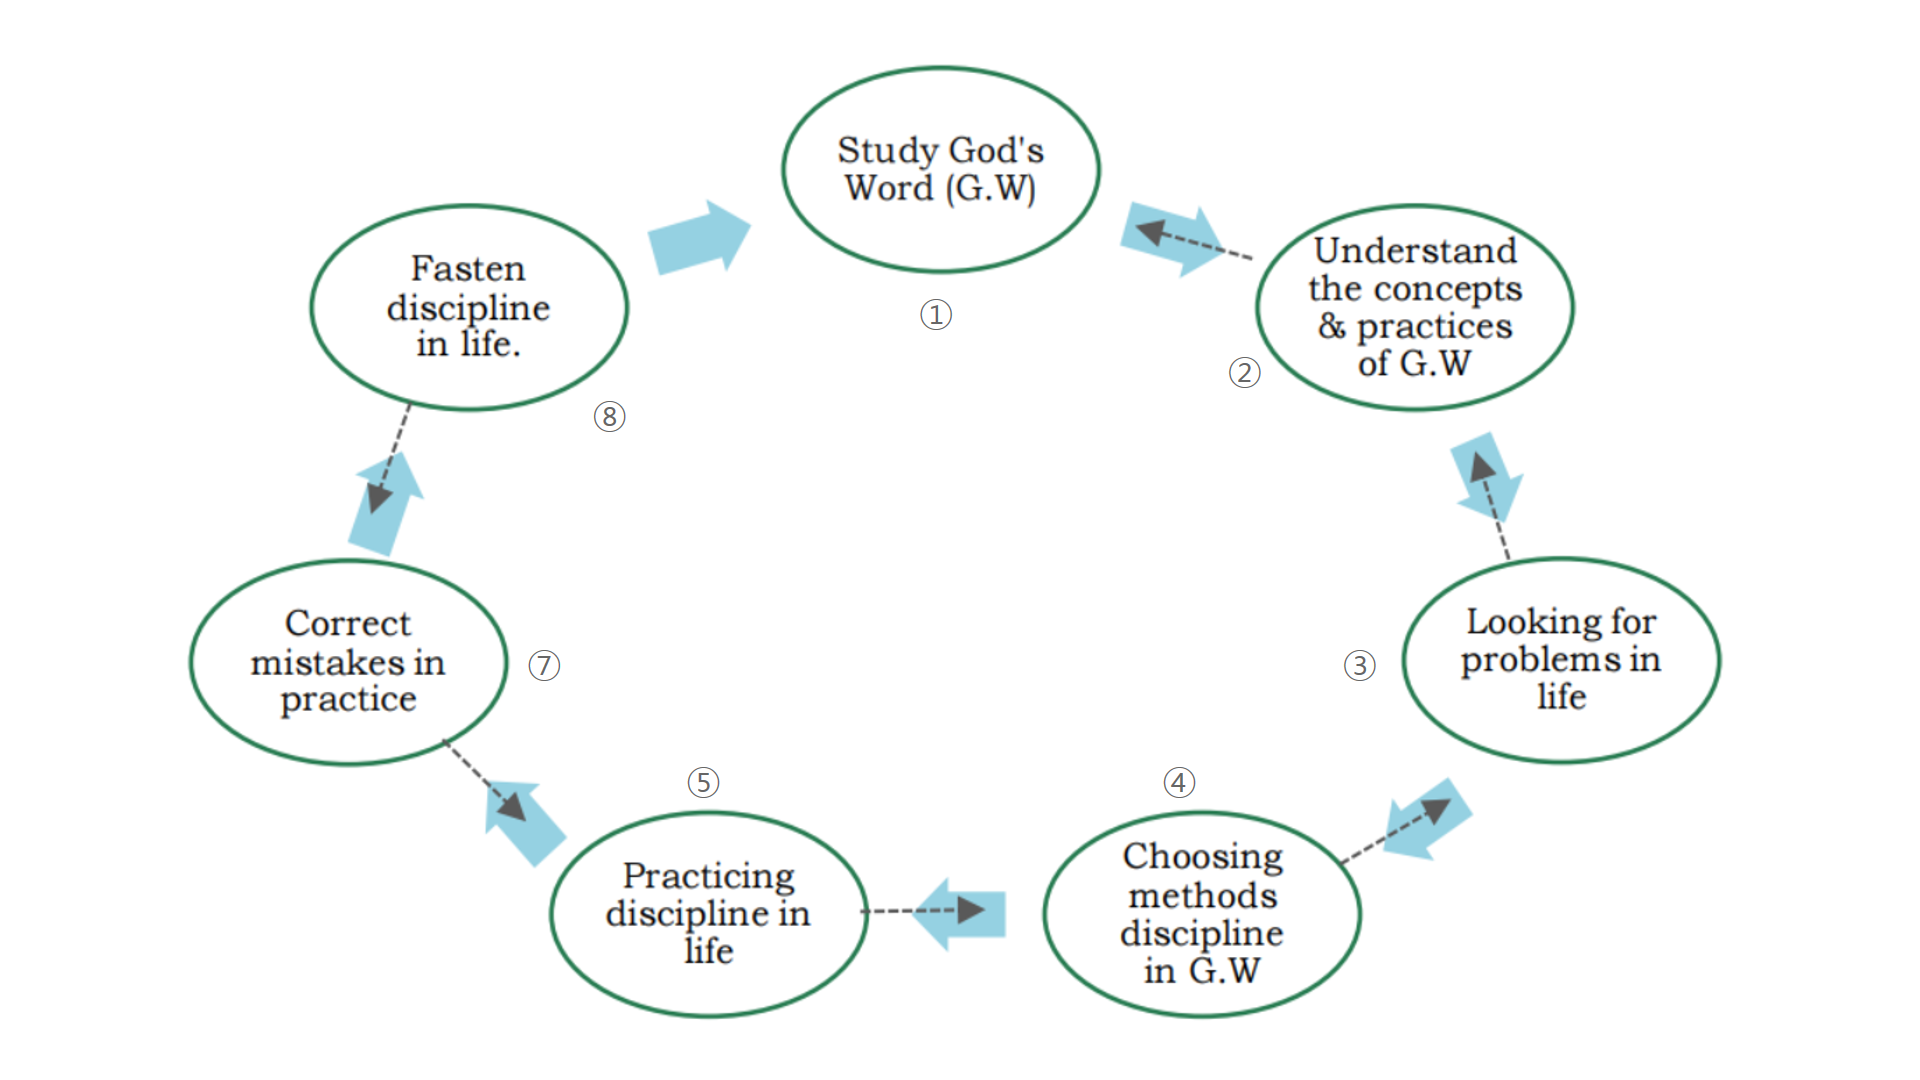 Study God's
Word (G.W)
①
Understand
the concepts
& practices
of G.W
②
Looking for
problems in
life
③
Choosing
methods
discipline
in G.W
④
Practicing
discipline in
life
⑤
Correct
mistakes in
practice
⑦
Fasten
discipline
in life.
⑧